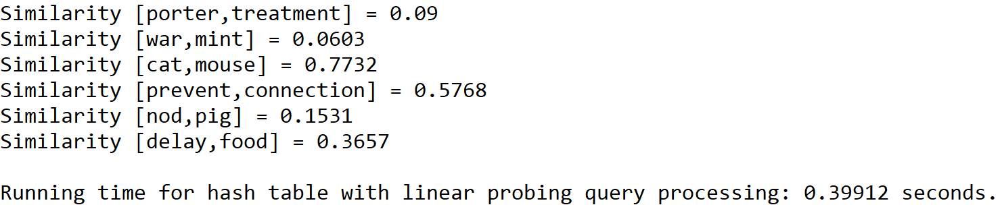 Similarity [porter,treatment] = 0.09
Similarity [war,mint] = 0.0603
Similarity [cat,mouse] = 0.7732
Similarity [prevent,connection] = 0.5768
Similarity [nod,pig] = 0.1531
Similarity [delay,food] = 0.3657
Running time for hash table with linear probing query processing: 0.39912 seconds.